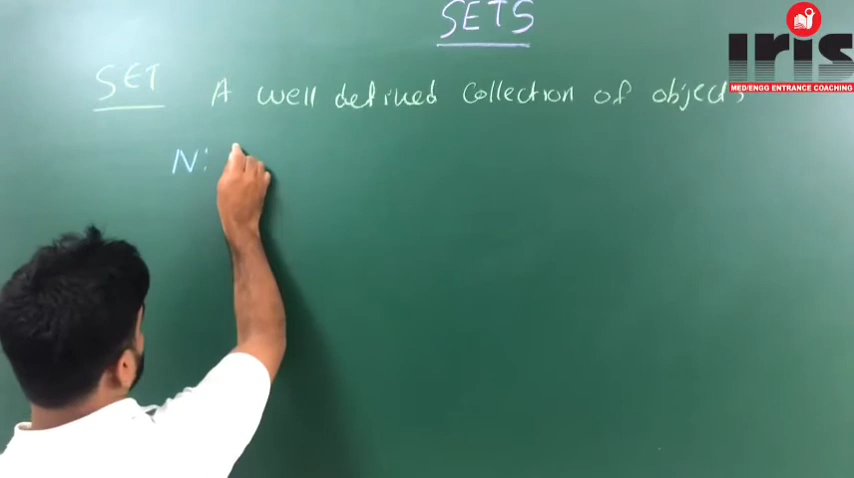 SETS
iris
MED/ENGG ENTRANCE COACHING
SET A well defined collection of objects
N: